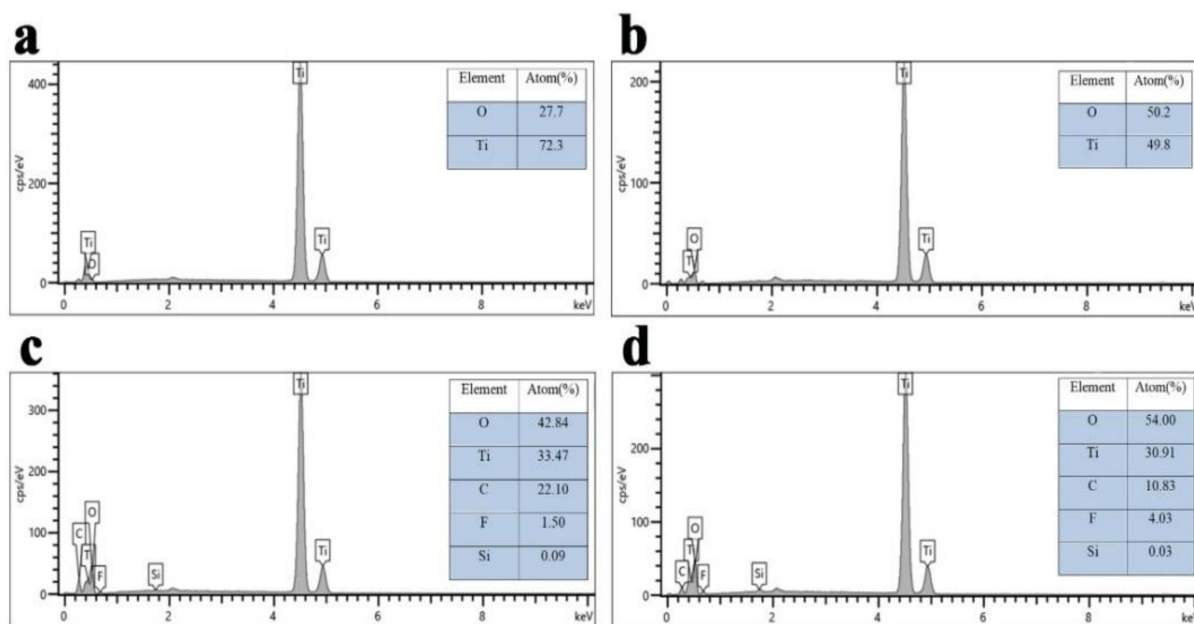 a
b
Element Atom(%)
O 27.7
Ti 72.3
400
200
0
cps/eV
Ti
O
Ti
Ti
0 2 4 6 8 keV
Element Atom(%)
O 50.2
Ti 49.8
200
100
0
cps/eV
O
T
Ti
Ti
0 2 4 6 8 keV
c
d
Element Atom(%)
O 42.84
Ti 33.47
C 22.10
F 1.50
Si 0.09
300
200
100
0
cps/eV
C
O
T
F
Si
Ti
Ti
0 2 4 6 8 keV
Element Atom(%)
O 54.00
Ti 30.91
C 10.83
F 4.03
Si 0.03
200
100
0
cps/eV
O
T
C
F
Si
Ti
Ti
0 2 4 6 8 keV